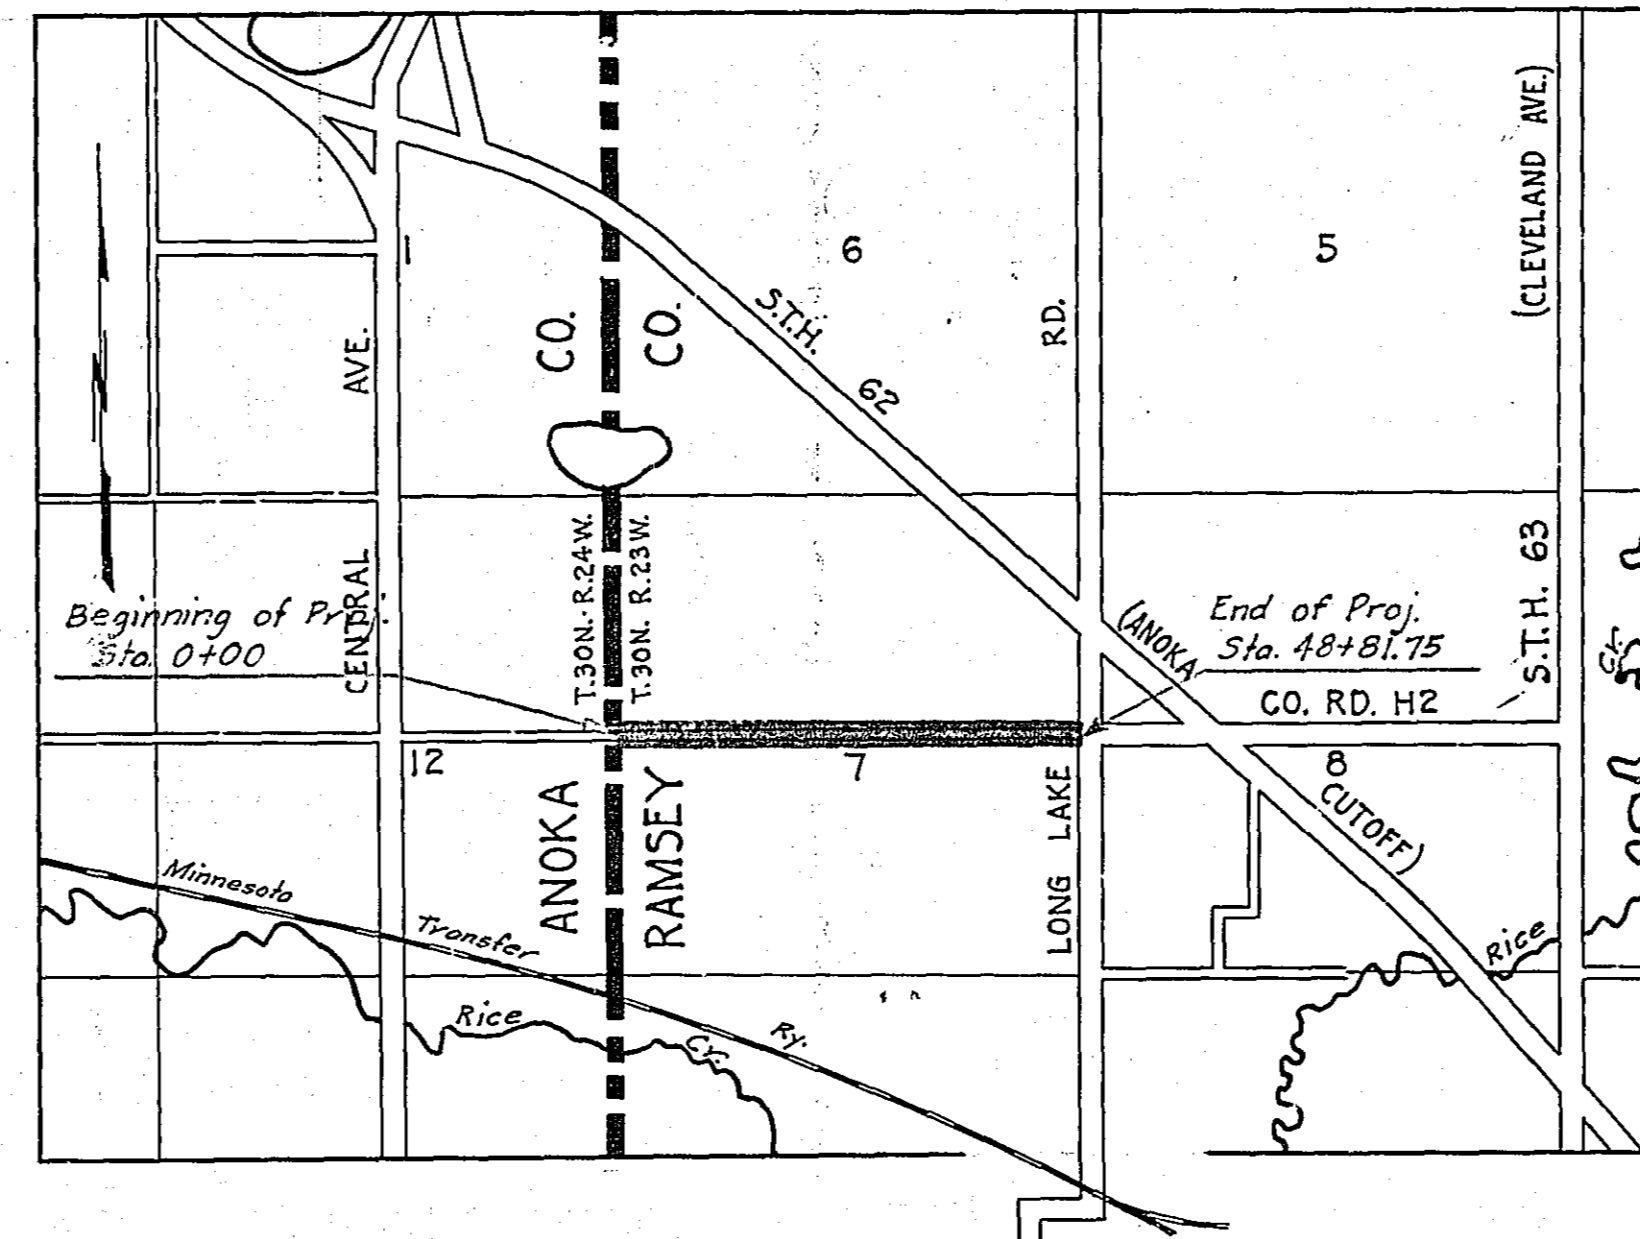 (CLEVELAND AVE.)
1
6
5
CO.
CO.
S.T.H. 62
RD.
AVE.
T.30N.-R.24W.
T.30N. R.23W.
S.T.H. 63
Beginning of Proj.
Sta. 0+00
CENTRAL
(ANOKA
End of Proj.
Sta. 48+81.75
Cr.
CO. RD. H2
12
7
8
ANOKA
RAMSEY
LONG LAKE
CUTOFF)
Minnesota
Transfer
Ry.
Rice
Rice
Cr.